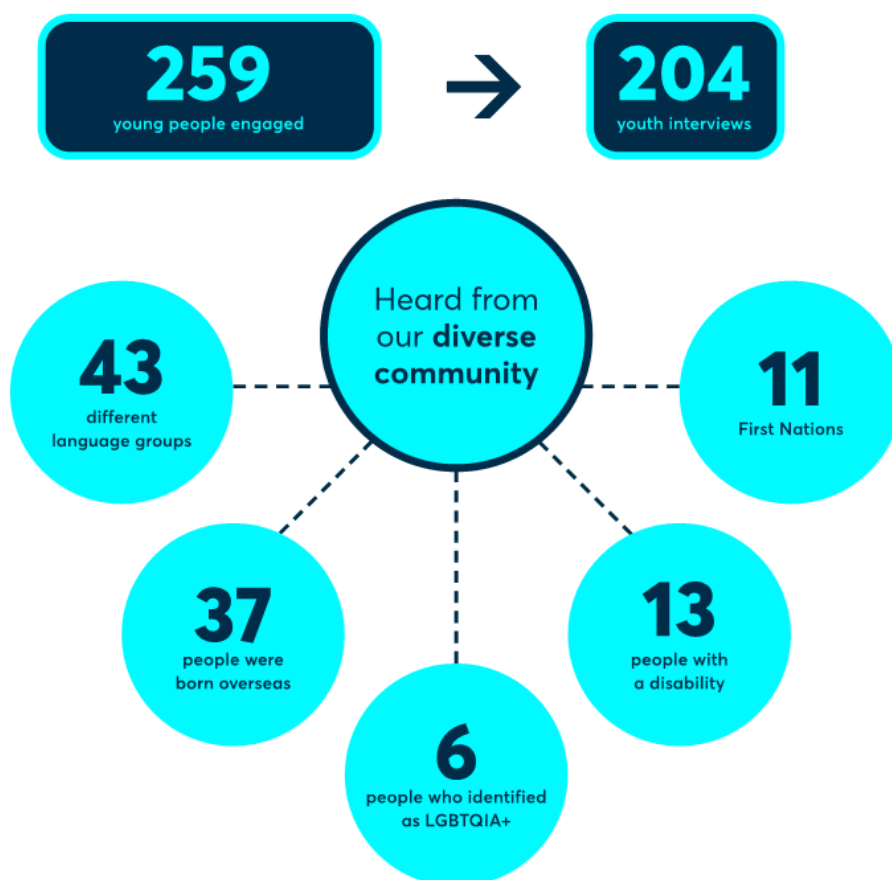 259
young people engaged
204
youth interviews
Heard from
our diverse
community
43
different
language groups
11
First Nations
37
people were
born overseas
13
people with
a disability
6
people who identified
as LGBTQIA+